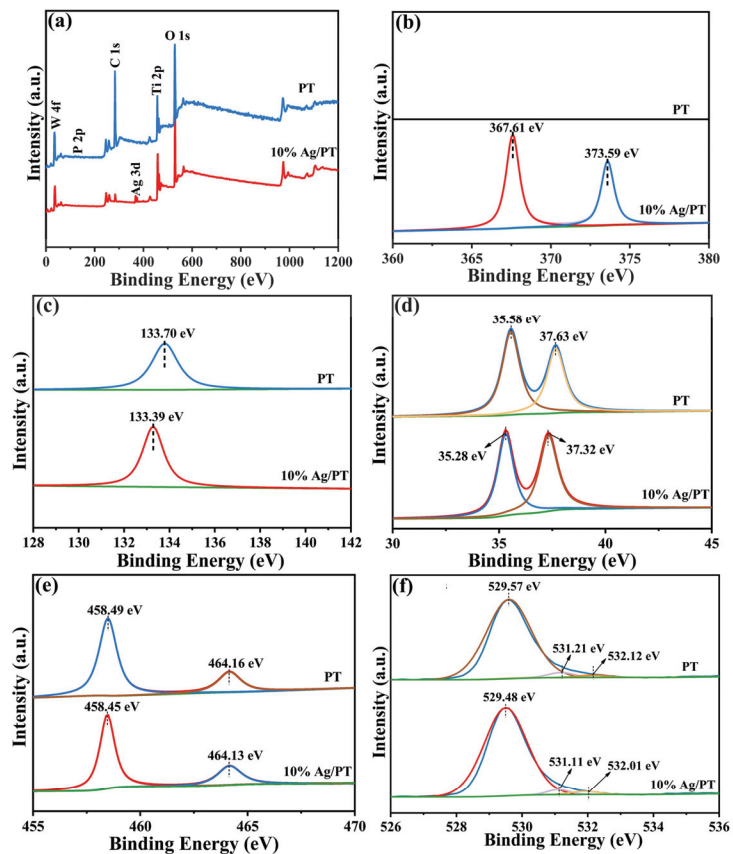 (a)
O 1s
C 1s
Ti 2p
W 4f
P 2p
PT
Ag 3d
10% Ag/PT
Intensity (a.u.)
0 200 400 600 800 1000 1200
Binding Energy (eV)
(b)
PT
367.61 eV
373.59 eV
10% Ag/PT
Intensity (a.u.)
360 365 370 375 380
Binding Energy (eV)
(c)
133.70 eV
PT
133.39 eV
10% Ag/PT
Intensity (a.u.)
128 130 132 134 136 138 140 142
Binding Energy (eV)
(d)
35.58 eV
37.63 eV
PT
35.28 eV
37.32 eV
10% Ag/PT
Intensity (a.u.)
30 35 40 45
Binding Energy (eV)
(e)
458.49 eV
464.16 eV
PT
458.45 eV
464.13 eV
10% Ag/PT
Intensity (a.u.)
455 460 465 470
Binding Energy (eV)
(f)
529.57 eV
531.21 eV
532.12 eV
PT
529.48 eV
531.11 eV
532.01 eV
10% Ag/PT
Intensity (a.u.)
526 528 530 532 534 536
Binding Energy (eV)